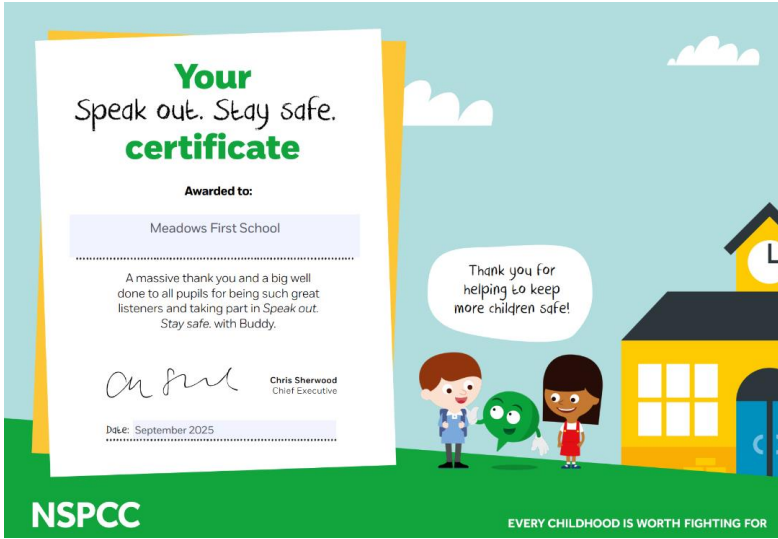 Your
Speak out. Stay safe.
certificate
Awarded to:
Meadows First School
A massive thank you and a big well
done to all pupils for being such great
listeners and taking part in Speak out.
Stay safe. with Buddy.
Chris Sherwood
Chief Executive
Date: September 2025
Thank you for
helping to keep
more children safe!
NSPCC
EVERY CHILDHOOD IS WORTH FIGHTING FOR